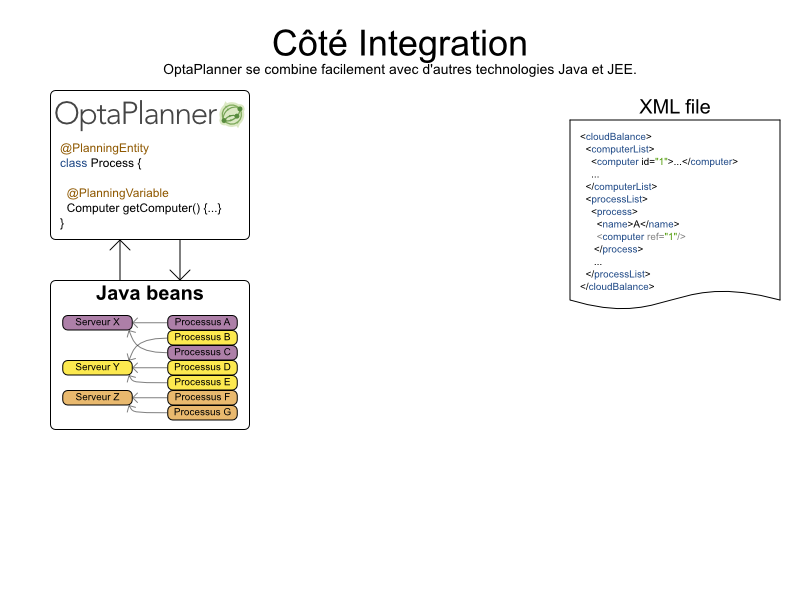 Côté Integration
OptaPlanner se combine facilement avec d'autres technologies Java et JEE.
OptaPlanner
@PlanningEntity
class Process {
@PlanningVariable
Computer getComputer() {...}
}
Java beans
Serveur X
Serveur Y
Serveur Z
Processus A
Processus B
Processus C
Processus D
Processus E
Processus F
Processus G
XML file
<cloudBalance>
<computerList>
<computer id="1">...</computer>
...
</computerList>
<processList>
<process>
<name>A</name>
<computer ref="1"/>
</process>
...
</processList>
</cloudBalance>